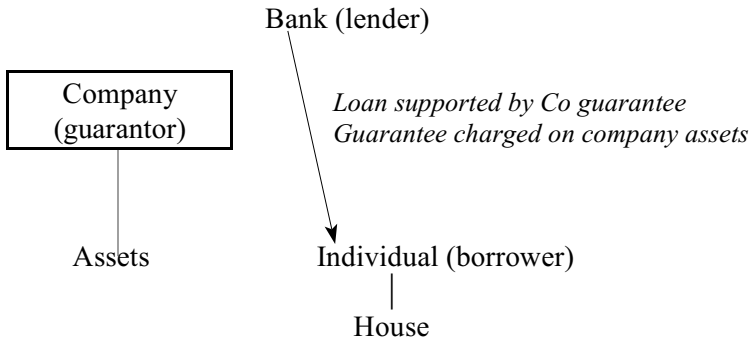 Bank (lender)
Company
(guarantor)
Loan supported by Co guarantee
Guarantee charged on company assets
Assets
Individual (borrower)
House